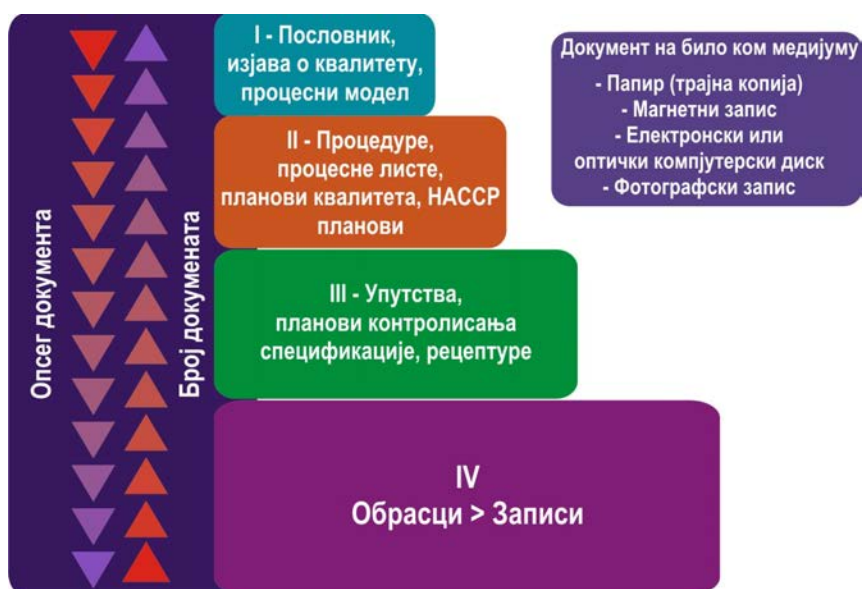 Опсег документа
Број докумената
I - Пословник,
изјава о квалитету,
процесни модел
II - Процедуре,
процесне листе,
планови квалитета, НАССР
планови
III - Упутства,
планови контролисања
спецификације, рецептуре
IV
Обрасци > Записи
Документ на било ком медијуму
- Папир (трајна копија)
- Магнетни запис
- Електронски или
оптички компјутерски диск
- Фотографски запис